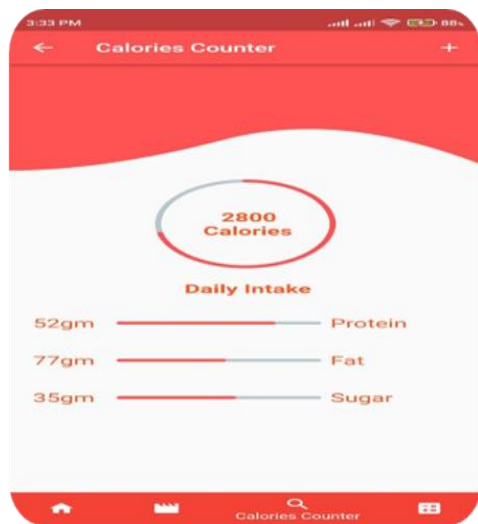 3:33 PM 88%
Calories Counter
2800
Calories
Daily Intake
52gm Protein
77gm Fat
35gm Sugar
Calories Counter